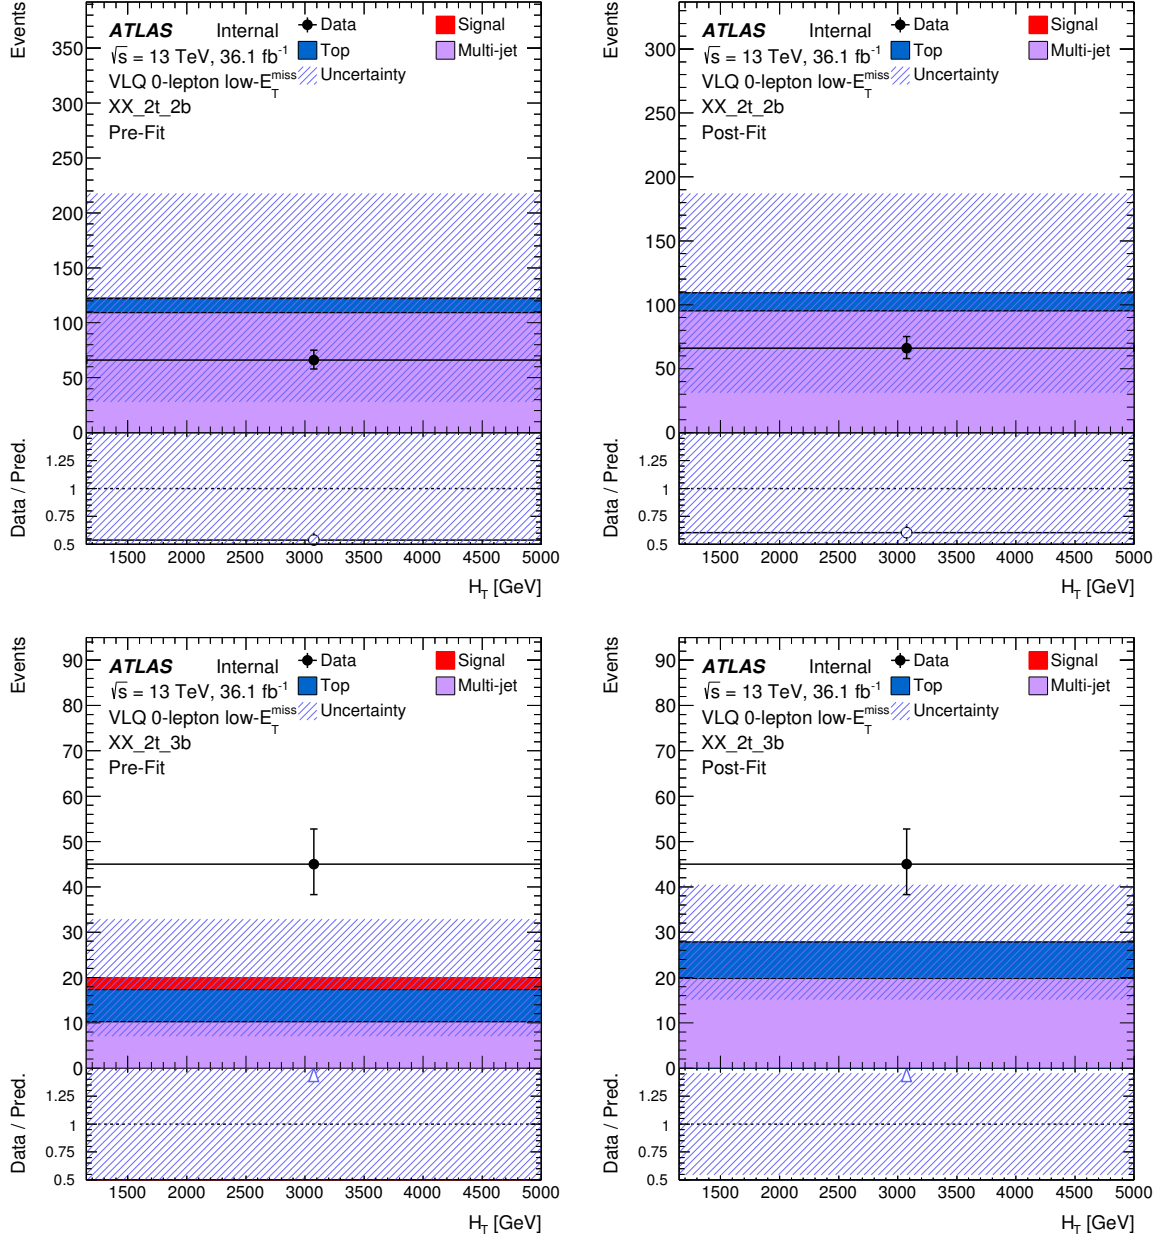 Events
ATLAS Internal
√s = 13 TeV, 36.1 fb⁻¹
VLQ 0-lepton low-E_T^miss
XX_2t_2b
Pre-Fit
Data
Signal
Top
Multi-jet
Uncertainty
350
300
250
200
150
100
50
0
Data / Pred.
1.25
1
0.75
0.5
1500 2000 2500 3000 3500 4000 4500 5000
H_T [GeV]
Events
ATLAS Internal
√s = 13 TeV, 36.1 fb⁻¹
VLQ 0-lepton low-E_T^miss
XX_2t_2b
Post-Fit
Data
Signal
Top
Multi-jet
Uncertainty
300
250
200
150
100
50
0
Data / Pred.
1.25
1
0.75
0.5
1500 2000 2500 3000 3500 4000 4500 5000
H_T [GeV]
Events
ATLAS Internal
√s = 13 TeV, 36.1 fb⁻¹
VLQ 0-lepton low-E_T^miss
XX_2t_3b
Pre-Fit
Data
Signal
Top
Multi-jet
Uncertainty
90
80
70
60
50
40
30
20
10
0
Data / Pred.
1.25
1
0.75
0.5
1500 2000 2500 3000 3500 4000 4500 5000
H_T [GeV]
Events
ATLAS Internal
√s = 13 TeV, 36.1 fb⁻¹
VLQ 0-lepton low-E_T^miss
XX_2t_3b
Post-Fit
Data
Signal
Top
Multi-jet
Uncertainty
90
80
70
60
50
40
30
20
10
0
Data / Pred.
1.25
1
0.75
0.5
1500 2000 2500 3000 3500 4000 4500 5000
H_T [GeV]